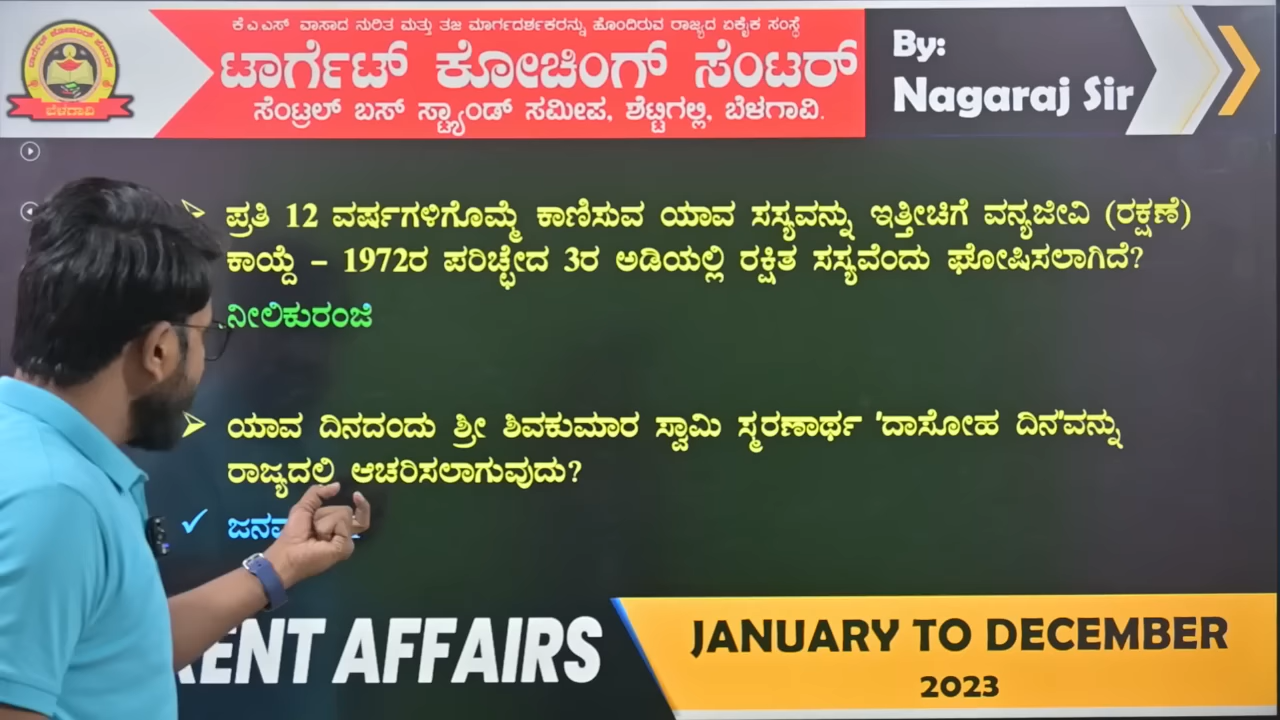 ಕೆ.ಎ.ಎಸ್ ವಾಸಾದ ನುರಿತ ಮತ್ತು ತಜ್ಞ ಮಾರ್ಗದರ್ಶಕರನ್ನು ಹೊಂದಿರುವ ರಾಜ್ಯದ ಏಕೈಕ ಸಂಸ್ಥೆ
ಟಾರ್ಗೆಟ್ ಕೋಚಿಂಗ್ ಸೆಂಟರ್
ಸೆಂಟ್ರಲ್ ಬಸ್ ಸ್ಟ್ಯಾಂಡ್ ಸಮೀಪ, ಶೆಟ್ಟಿಗಲ್ಲಿ, ಬೆಳಗಾವಿ.
ಬೆಳಗಾವಿ
By:
Nagaraj Sir
ಪ್ರತಿ 12 ವರ್ಷಗಳಿಗೊಮ್ಮೆ ಕಾಣಿಸುವ ಯಾವ ಸಸ್ಯವನ್ನು ಇತ್ತೀಚಿಗೆ ವನ್ಯಜೀವಿ (ರಕ್ಷಣೆ)
ಕಾಯ್ದೆ – 1972ರ ಪರಿಚ್ಛೇದ 3ರ ಅಡಿಯಲ್ಲಿ ರಕ್ಷಿತ ಸಸ್ಯವೆಂದು ಘೋಷಿಸಲಾಗಿದೆ?
ನೀಲಿಕುರಂಜಿ
ಯಾವ ದಿನದಂದು ಶ್ರೀ ಶಿವಕುಮಾರ ಸ್ವಾಮಿ ಸ್ಮರಣಾರ್ಥ 'ದಾಸೋಹ ದಿನ'ವನ್ನು
ರಾಜ್ಯದಲ್ಲಿ ಆಚರಿಸಲಾಗುವುದು?
AFFAIRS
JANUARY TO DECEMBER
2023